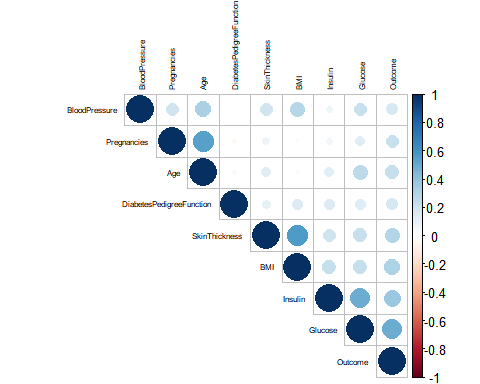 BloodPressure
Pregnancies
Age
DiabetesPedigreeFunction
SkinThickness
BMI
Insulin
Glucose
Outcome
BloodPressure
Pregnancies
Age
DiabetesPedigreeFunction
SkinThickness
BMI
Insulin
Glucose
Outcome
1
0.8
0.6
0.4
0.2
0
-0.2
-0.4
-0.6
-0.8
-1